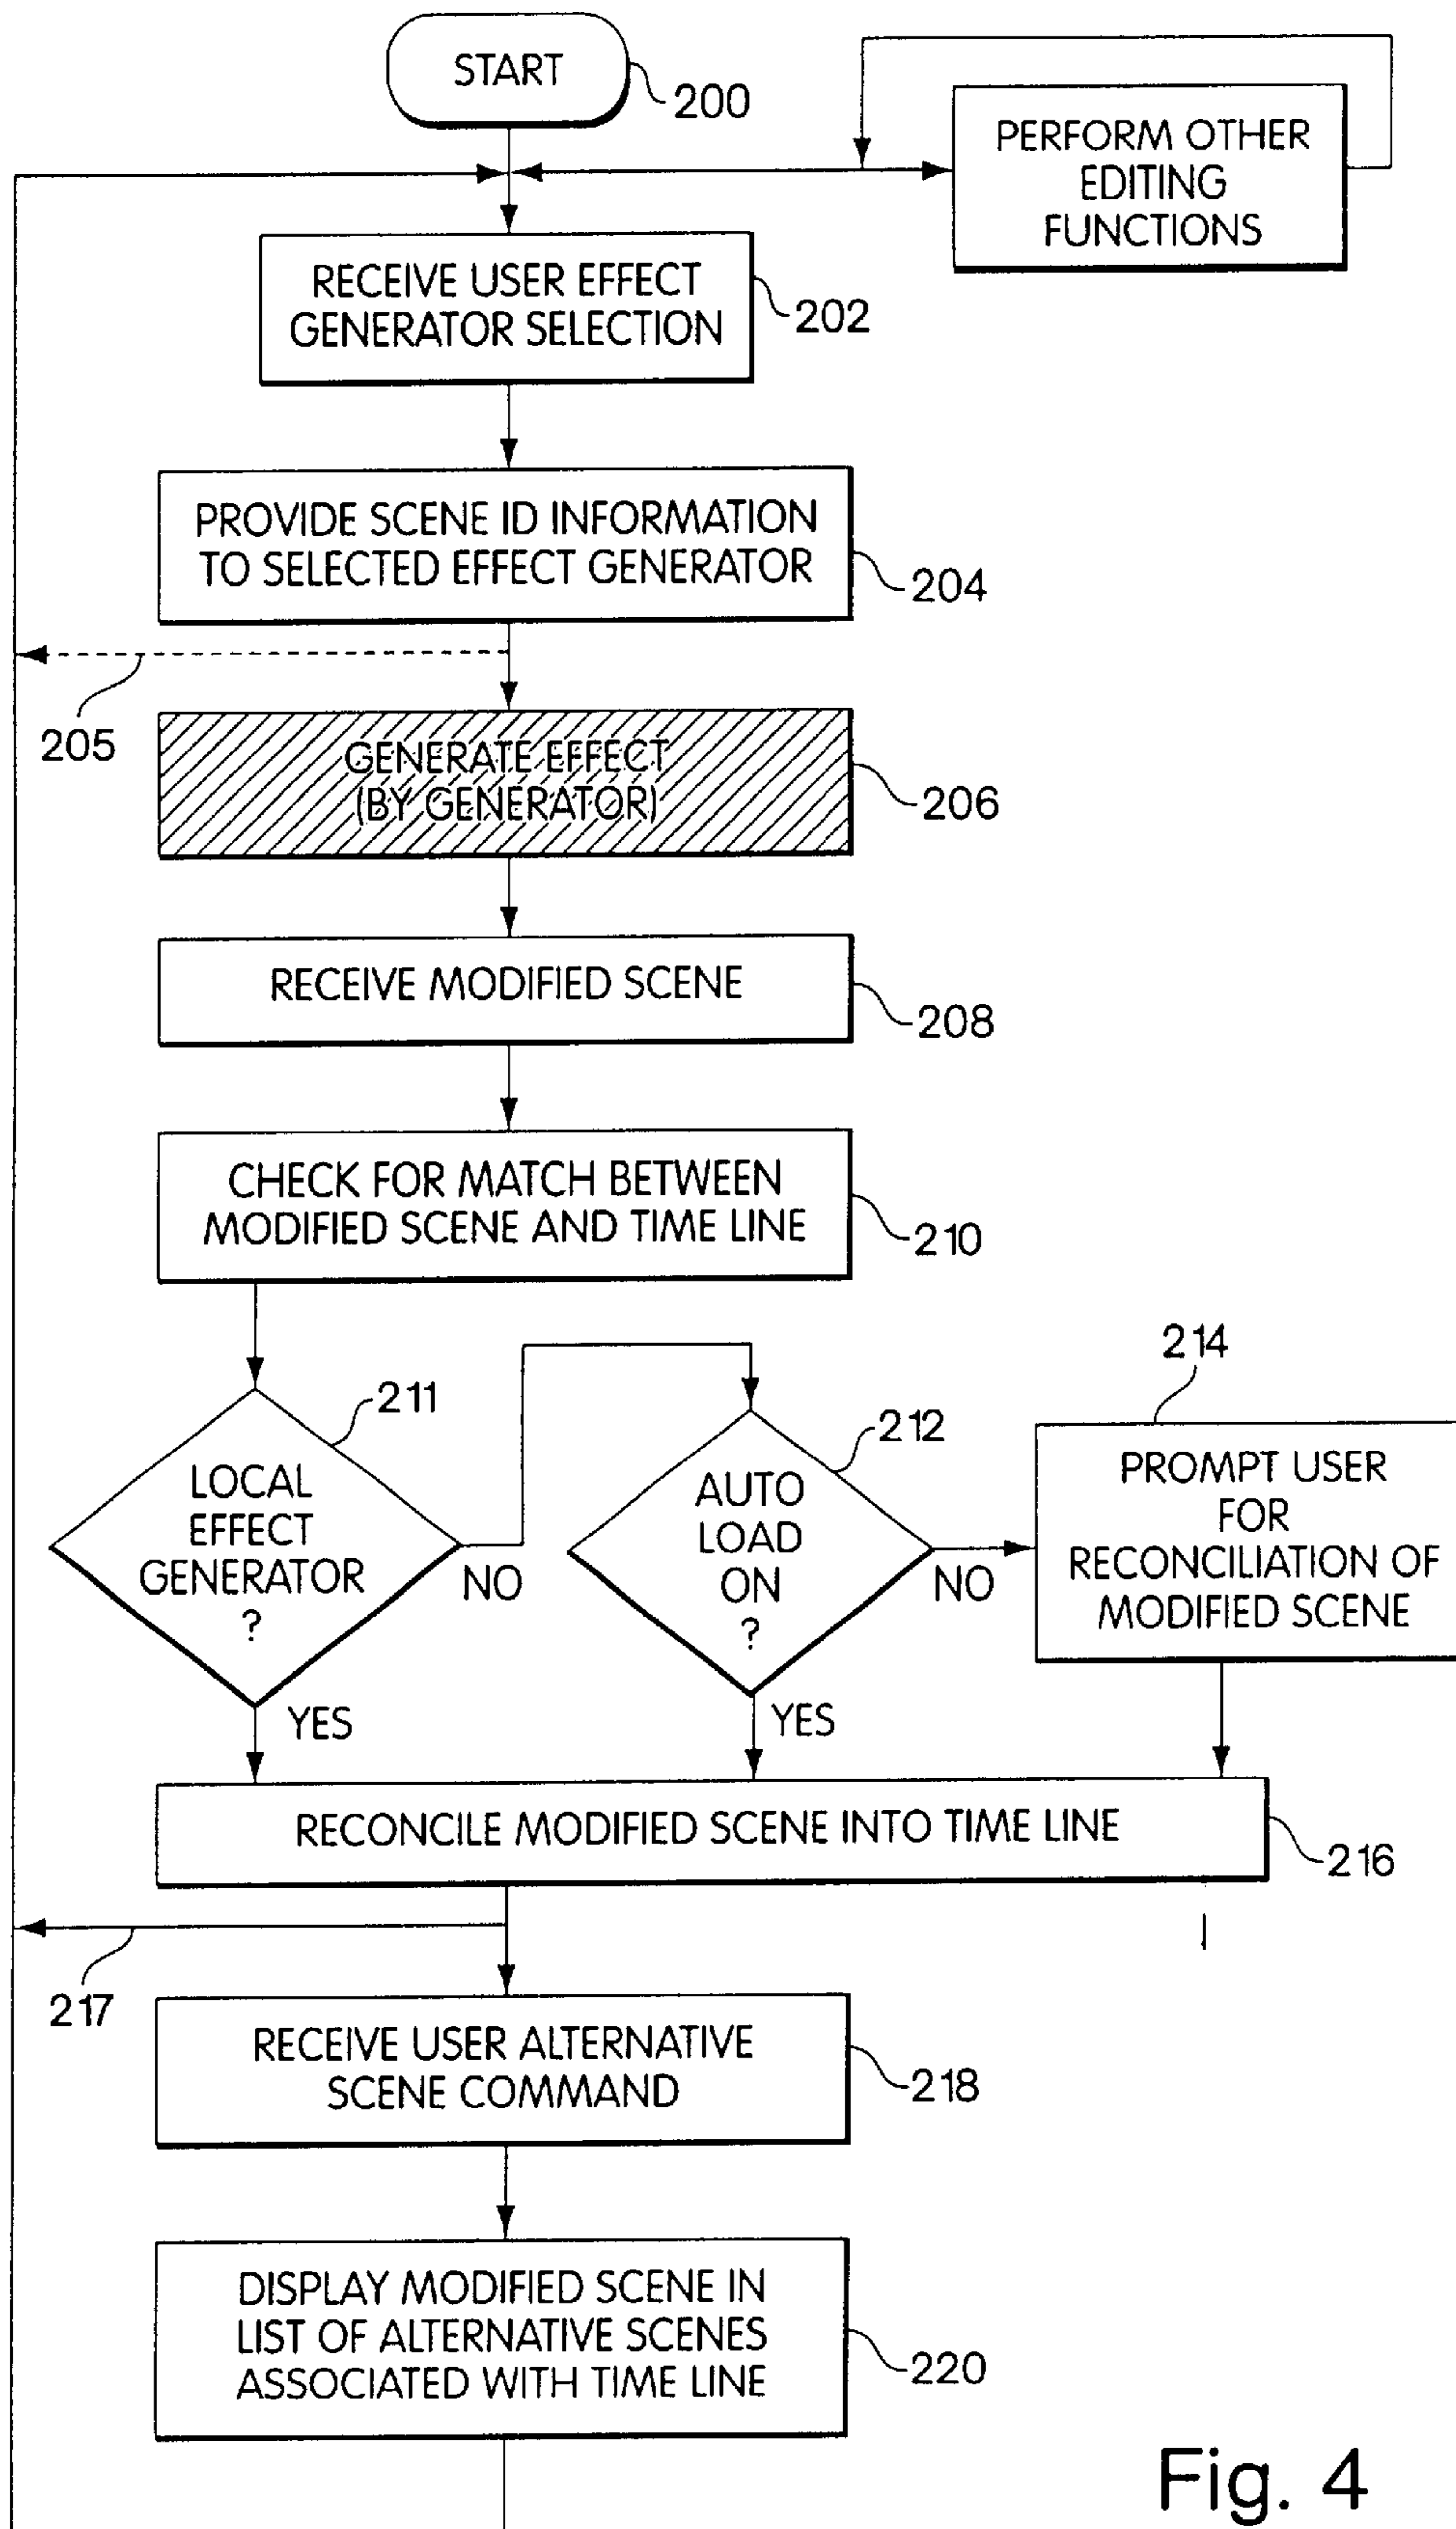 START
200
PERFORM OTHER
EDITING
FUNCTIONS
RECEIVE USER EFFECT
GENERATOR SELECTION
202
PROVIDE SCENE ID INFORMATION
TO SELECTED EFFECT GENERATOR
204
205
GENERATE EFFECT
(BY GENERATOR)
206
RECEIVE MODIFIED SCENE
208
CHECK FOR MATCH BETWEEN
MODIFIED SCENE AND TIME LINE
210
211
LOCAL
EFFECT
GENERATOR
?
NO
YES
212
AUTO
LOAD
ON
?
NO
YES
214
PROMPT USER
FOR
RECONCILIATION OF
MODIFIED SCENE
RECONCILE MODIFIED SCENE INTO TIME LINE
216
217
RECEIVE USER ALTERNATIVE
SCENE COMMAND
218
DISPLAY MODIFIED SCENE IN
LIST OF ALTERNATIVE SCENES
ASSOCIATED WITH TIME LINE
220
Fig. 4